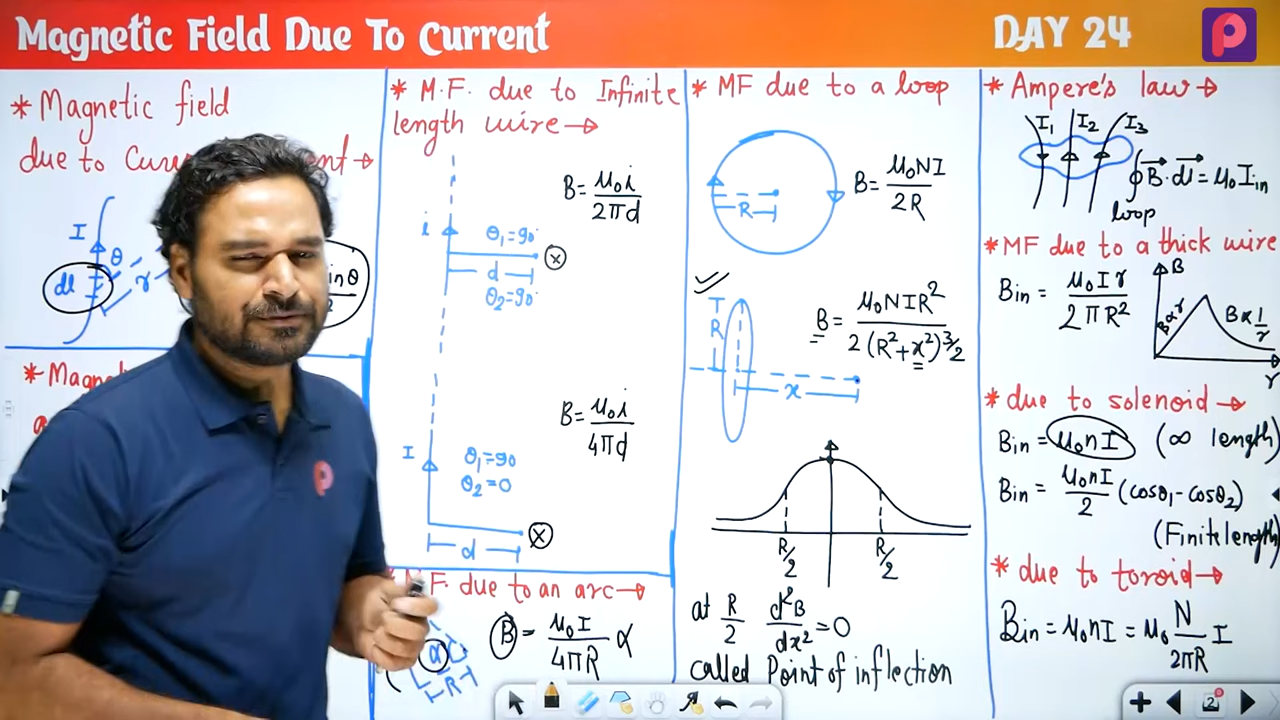 Magnetic Field Due To Current
DAY 24
* Magnetic field
due to
I
θ
dl
r
inθ
* M.F. due to Infinite
length wire→
B = μ₀i/2πd
i
θ₁=90°
d
θ₂=90°
B = μ₀i/4πd
I
θ₁=90
θ₂=0
d
M.F. due to an arc→
B = μ₀I/4πR α
α
R
* MF due to a loop
R
B = μ₀NI/2R
R
B = μ₀NIR²/2(R²+x²)^3/2
x
R/2
R/2
at R/2 d²B/dx² = 0
called Point of inflection
* Ampere's law→
I₁ I₂ I₃
∮B⃗·dl⃗ = μ₀Iin
loop
* MF due to a thick wire
Bin = μ₀Ir/2πR²
B
B∝r
B∝1/r
r
* due to solenoid→
Bin = μ₀nI (∞ length)
Bin = μ₀nI/2 (cosθ₁-cosθ₂)
(Finite length)
* due to toroid→
Bin = μ₀nI = μ₀ N/2πR I
2